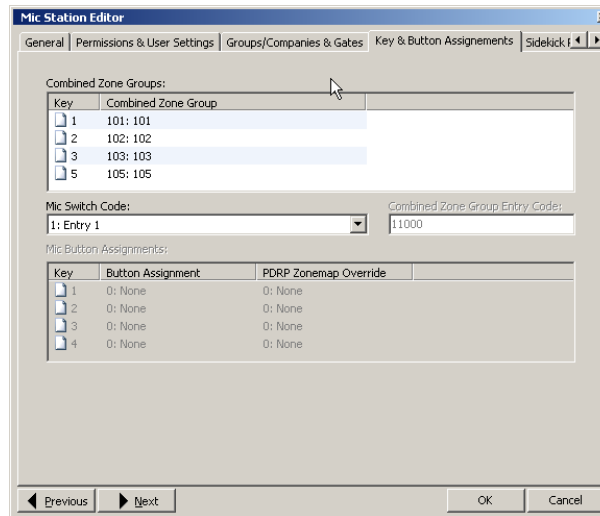 Mic Station Editor
General Permissions & User Settings Groups/Companies & Gates Key & Button Assignements Sidekick
Combined Zone Groups:
Key Combined Zone Group
1 101: 101
2 102: 102
3 103: 103
5 105: 105
Mic Switch Code: Combined Zone Group Entry Code:
1: Entry 1 11000
Mic Button Assignments:
Key Button Assignment PDRP Zonemap Override
1 0: None 0: None
2 0: None 0: None
3 0: None 0: None
4 0: None 0: None
Previous Next OK Cancel